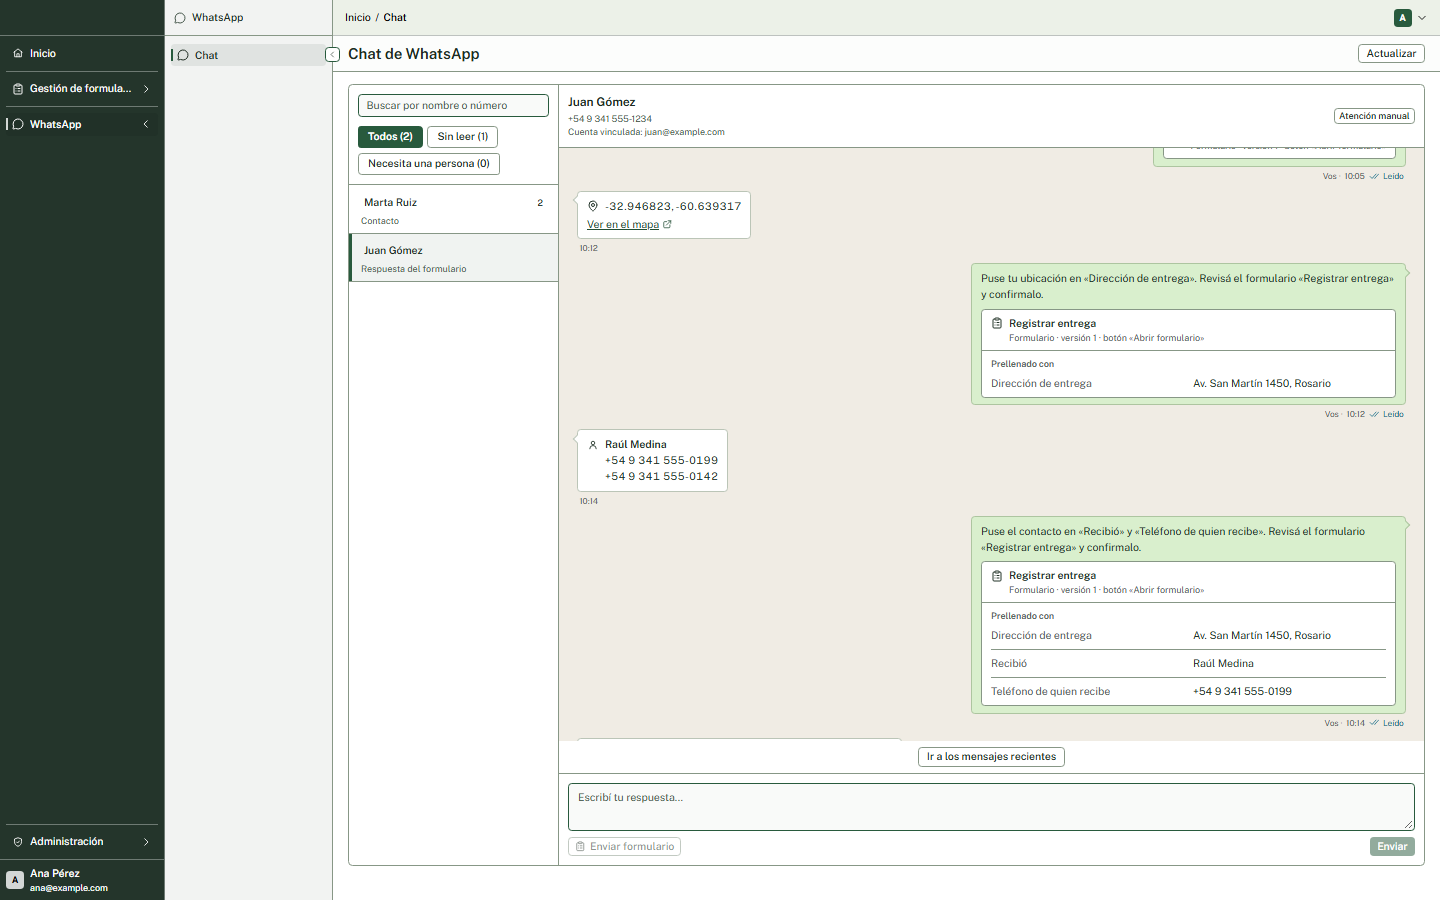 WhatsApp
Inicio / Chat
A
Inicio
Gestión de formula...
WhatsApp
Chat
Chat de WhatsApp
Actualizar
Buscar por nombre o número
Todos (2)
Sin leer (1)
Necesita una persona (0)
Marta Ruiz
2
Contacto
Juan Gómez
Respuesta del formulario
Juan Gómez
+54 9 341 555-1234
Cuenta vinculada: juan@example.com
Atención manual
Vos · 10:05 Leído
-32.946823, -60.639317
Ver en el mapa
10:12
Puse tu ubicación en «Dirección de entrega». Revisá el formulario «Registrar entrega»
y confirmalo.
Registrar entrega
Formulario · versión 1 · botón «Abrir formulario»
Prellenado con
Dirección de entrega Av. San Martín 1450, Rosario
Vos · 10:12 Leído
Raúl Medina
+54 9 341 555-0199
+54 9 341 555-0142
10:14
Puse el contacto en «Recibió» y «Teléfono de quien recibe». Revisá el formulario
«Registrar entrega» y confirmalo.
Registrar entrega
Formulario · versión 1 · botón «Abrir formulario»
Prellenado con
Dirección de entrega Av. San Martín 1450, Rosario
Recibió Raúl Medina
Teléfono de quien recibe +54 9 341 555-0199
Vos · 10:14 Leído
Ir a los mensajes recientes
Escribí tu respuesta...
Enviar formulario
Enviar
Administración
A
Ana Pérez
ana@example.com